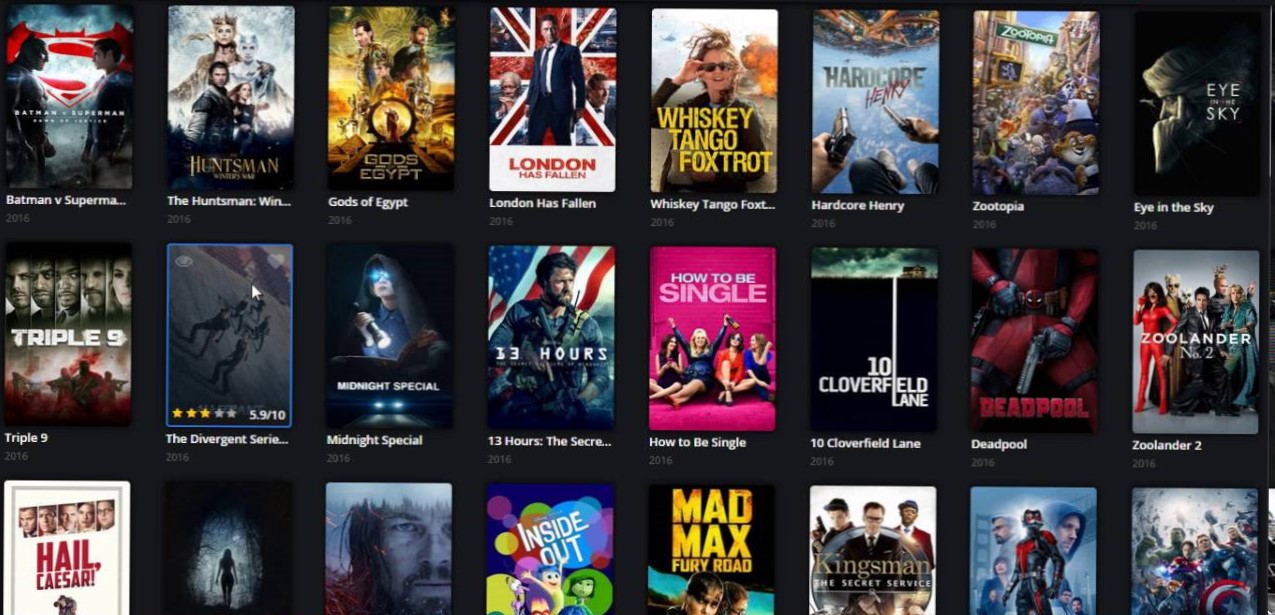 BATMAN v SUPERMAN
DAWN OF JUSTICE
THE
HUNTSMAN
WINTER'S WAR
GODS
OF
EGYPT
LONDON
HAS FALLEN
WHISKEY
TANGO
FOXTROT
HARDCORE
HENRY
ZOOTOPIA
EYE
IN THE
SKY
Batman v Superma...
The Huntsman: Win...
Gods of Egypt
London Has Fallen
Whiskey Tango Foxt...
Hardcore Henry
Zootopia
Eye in the Sky
2016
2016
2016
2016
2016
2016
2016
2016
TRIPLE 9
5.9/10
MIDNIGHT SPECIAL
13 HOURS
HOW TO BE
SINGLE
10
CLOVERFIELD
LANE
DEADPOOL
ZOOLANDER
No. 2
Triple 9
The Divergent Serie...
Midnight Special
13 Hours: The Secre...
How to Be Single
10 Cloverfield Lane
Deadpool
Zoolander 2
2016
2016
2016
2016
2016
2016
2016
2016
HAIL,
CAESAR!
INSIDE
OUT
MAD
MAX
FURY ROAD
Kingsman
THE SECRET SERVICE